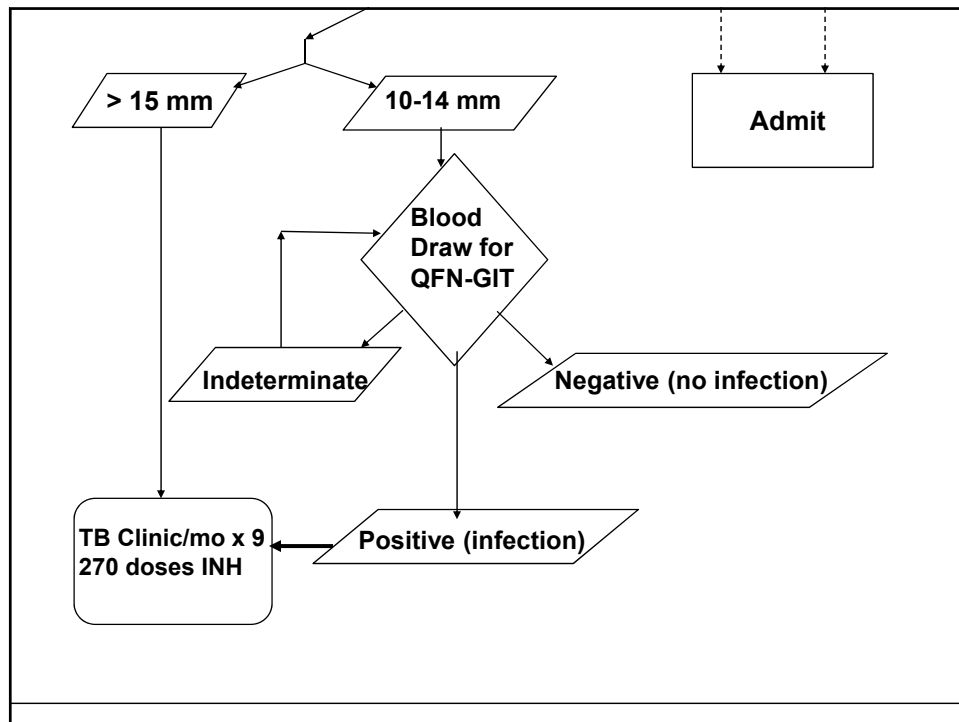 > 15 mm
10-14 mm
Admit
Blood
Draw for
QFN-GIT
Indeterminate
Negative (no infection)
TB Clinic/mo x 9
270 doses INH
Positive (infection)